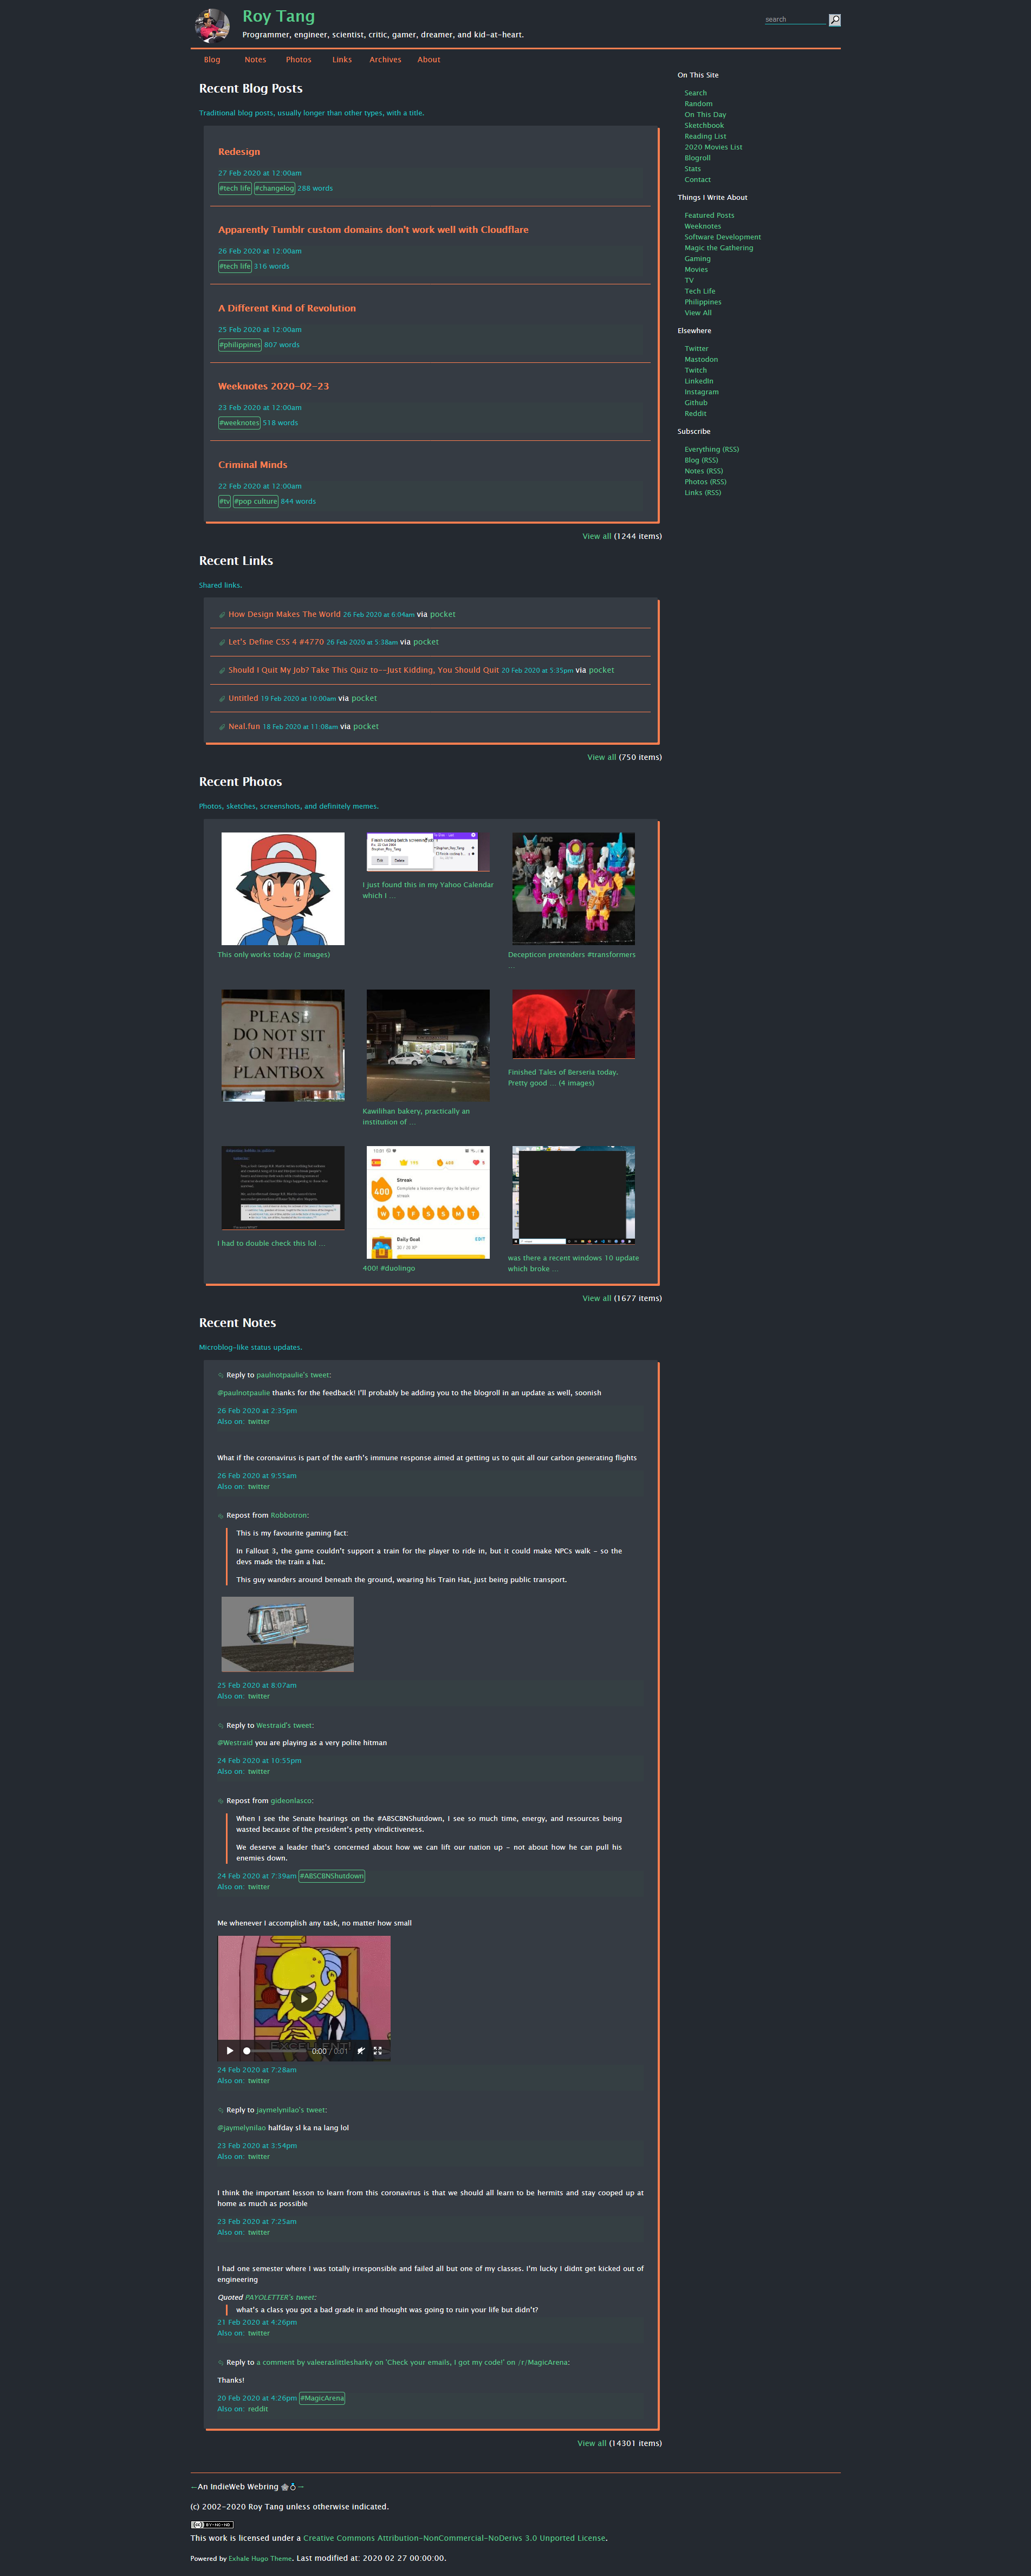 Roy Tang
Programmer, engineer, scientist, critic, gamer, dreamer, and kid-at-heart.
search
Blog Notes Photos Links Archives About
Recent Blog Posts
Traditional blog posts, usually longer than other types, with a title.
Redesign
27 Feb 2020 at 12:00am
#tech life #changelog 288 words
Apparently Tumblr custom domains don't work well with Cloudflare
26 Feb 2020 at 12:00am
#tech life 316 words
A Different Kind of Revolution
25 Feb 2020 at 12:00am
#philippines 807 words
Weeknotes 2020-02-23
23 Feb 2020 at 12:00am
#weeknotes 518 words
Criminal Minds
22 Feb 2020 at 12:00am
#tv #pop culture 844 words
View all (1244 items)
On This Site
Search
Random
On This Day
Sketchbook
Reading List
2020 Movies List
Blogroll
Stats
Contact
Things I Write About
Featured Posts
Weeknotes
Software Development
Magic the Gathering
Gaming
Movies
TV
Tech Life
Philippines
View All
Elsewhere
Twitter
Mastodon
Twitch
LinkedIn
Instagram
Github
Reddit
Subscribe
Everything (RSS)
Blog (RSS)
Notes (RSS)
Photos (RSS)
Links (RSS)
Recent Links
Shared links.
How Design Makes The World 26 Feb 2020 at 6:04am via pocket
Let's Define CSS 4 #4770 26 Feb 2020 at 5:38am via pocket
Should I Quit My Job? Take This Quiz to--Just Kidding, You Should Quit 20 Feb 2020 at 5:35pm via pocket
Untitled 19 Feb 2020 at 10:00am via pocket
Neal.fun 18 Feb 2020 at 11:08am via pocket
View all (750 items)
Recent Photos
Photos, sketches, screenshots, and definitely memes.
This only works today (2 images)
Edit Delete
I just found this in my Yahoo Calendar
which I ...
Decepticon pretenders #transformers
...
PLEASE
DO NOT SIT
ON THE
PLANTBOX
Kawilihan bakery, practically an
institution of ...
Finished Tales of Berseria today.
Pretty good ... (4 images)
I had to double check this lol ...
400
Streak
Complete a lesson every day to build your
streak
W T F S S M T
Daily Goal EDIT
400! #duolingo
was there a recent windows 10 update
which broke ...
View all (1677 items)
Recent Notes
Microblog-like status updates.
Reply to paulnotpaulie's tweet:
@paulnotpaulie thanks for the feedback! I'll probably be adding you to the blogroll in an update as well, soonish
26 Feb 2020 at 2:35pm
Also on: twitter
What if the coronavirus is part of the earth's immune response aimed at getting us to quit all our carbon generating flights
26 Feb 2020 at 9:55am
Also on: twitter
Repost from Robbotron:
This is my favourite gaming fact:
In Fallout 3, the game couldn't support a train for the player to ride in, but it could make NPCs walk - so the
devs made the train a hat.
This guy wanders around beneath the ground, wearing his Train Hat, just being public transport.
25 Feb 2020 at 8:07am
Also on: twitter
Reply to Westraid's tweet:
@Westraid you are playing as a very polite hitman
24 Feb 2020 at 10:55pm
Also on: twitter
Repost from gideonlasco:
When I see the Senate hearings on the #ABSCBNShutdown, I see so much time, energy, and resources being
wasted because of the president's petty vindictiveness.
We deserve a leader that's concerned about how we can lift our nation up - not about how he can pull his
enemies down.
24 Feb 2020 at 7:39am #ABSCBNShutdown
Also on: twitter
Me whenever I accomplish any task, no matter how small
EXCELLENT!
0:00 / 0:01
24 Feb 2020 at 7:28am
Also on: twitter
Reply to jaymelynilao's tweet:
@jaymelynilao halfday sl ka na lang lol
23 Feb 2020 at 3:54pm
Also on: twitter
I think the important lesson to learn from this coronavirus is that we should all learn to be hermits and stay cooped up at
home as much as possible
23 Feb 2020 at 7:25am
Also on: twitter
I had one semester where I was totally irresponsible and failed all but one of my classes. I'm lucky I didnt get kicked out of
engineering
Quoted PAYOLETTER's tweet:
what's a class you got a bad grade in and thought was going to ruin your life but didn't?
21 Feb 2020 at 4:26pm
Also on: twitter
Reply to a comment by valeeraslittlesharky on 'Check your emails, I got my code!' on /r/MagicArena:
Thanks!
20 Feb 2020 at 4:26pm #MagicArena
Also on: reddit
View all (14301 items)
←An IndieWeb Webring →
(c) 2002-2020 Roy Tang unless otherwise indicated.
BY-NC-ND
This work is licensed under a Creative Commons Attribution-NonCommercial-NoDerivs 3.0 Unported License.
Powered by Exhale Hugo Theme. Last modified at: 2020 02 27 00:00:00.